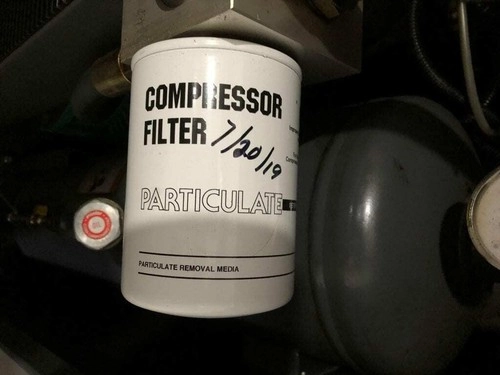 COMPRESSOR
FILTER 7/20/19
PARTICULATE
PARTICULATE REMOVAL MEDIA